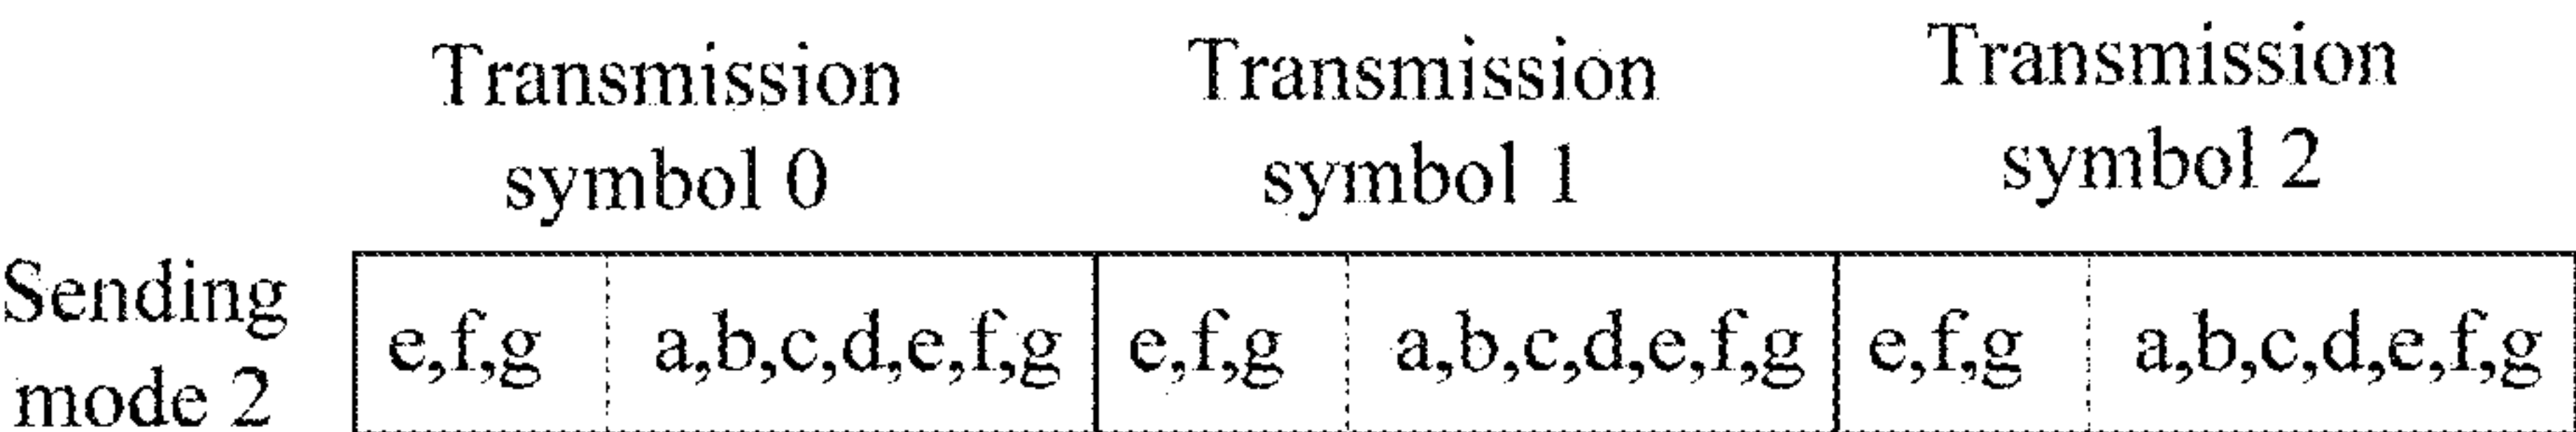 Transmission symbol 0
Transmission symbol 1
Transmission symbol 2
Sending mode 2
e,f,g a,b,c,d,e,f,g e,f,g a,b,c,d,e,f,g e,f,g a,b,c,d,e,f,g